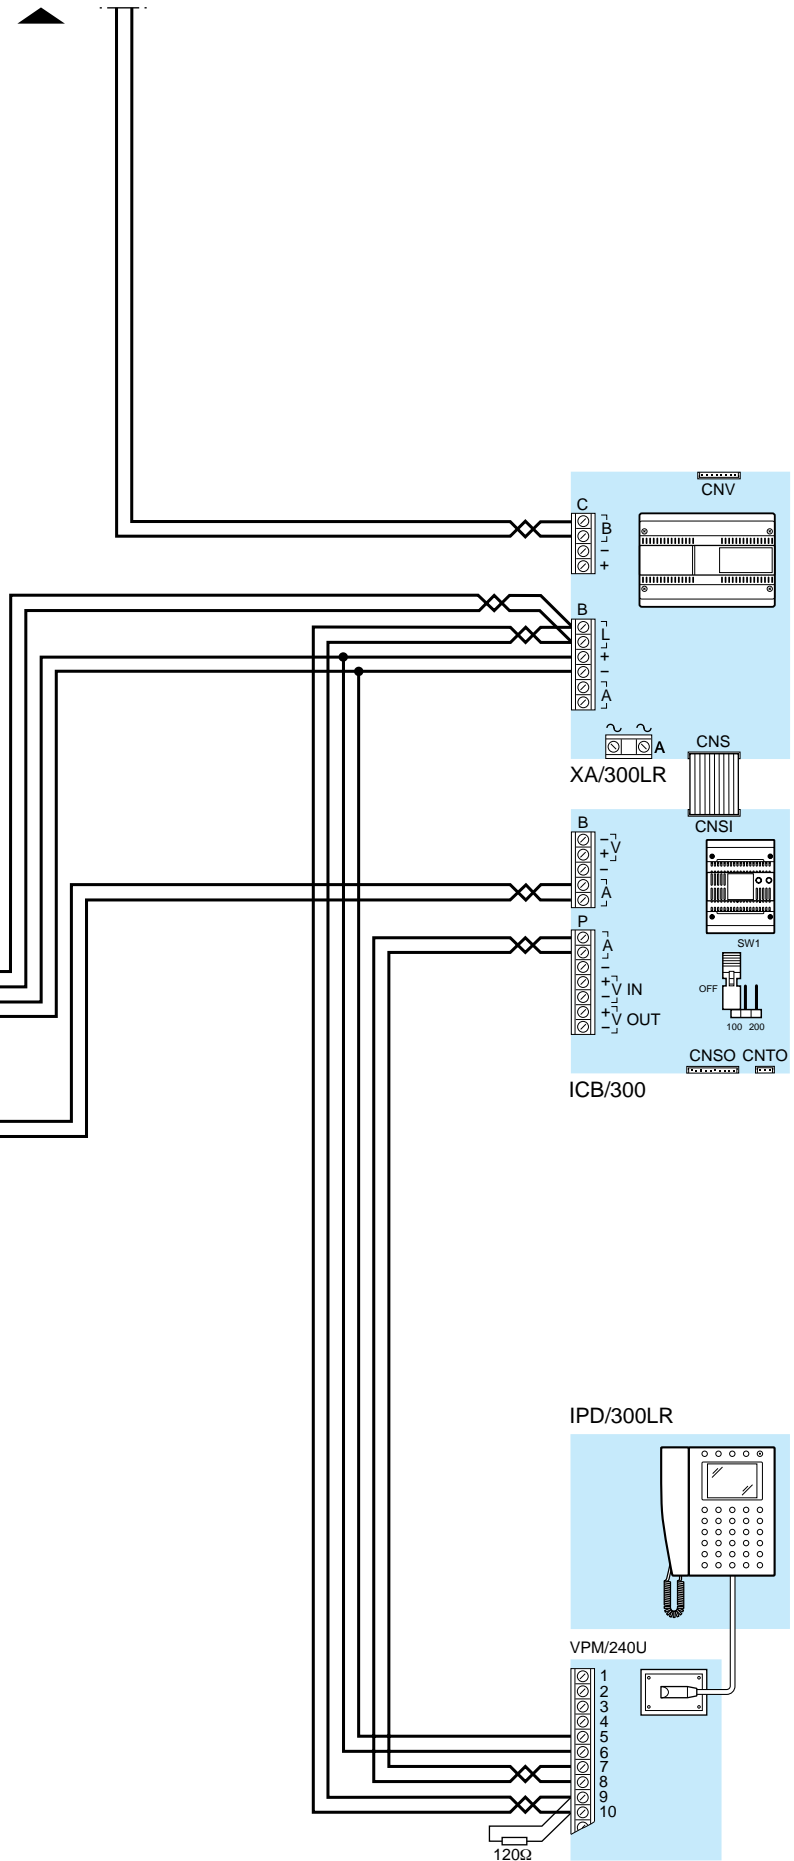 CNV
C
B
–
+
B
L
+
–
A
A
CNS
XA/300LR
CNSI
B
–
+ V
–
A
P
A
–
+
– V IN
+
– V OUT
SW1
OFF
100 200
CNSO CNTO
ICB/300
IPD/300LR
VPM/240U
1
2
3
4
5
6
7
8
9
10
120Ω